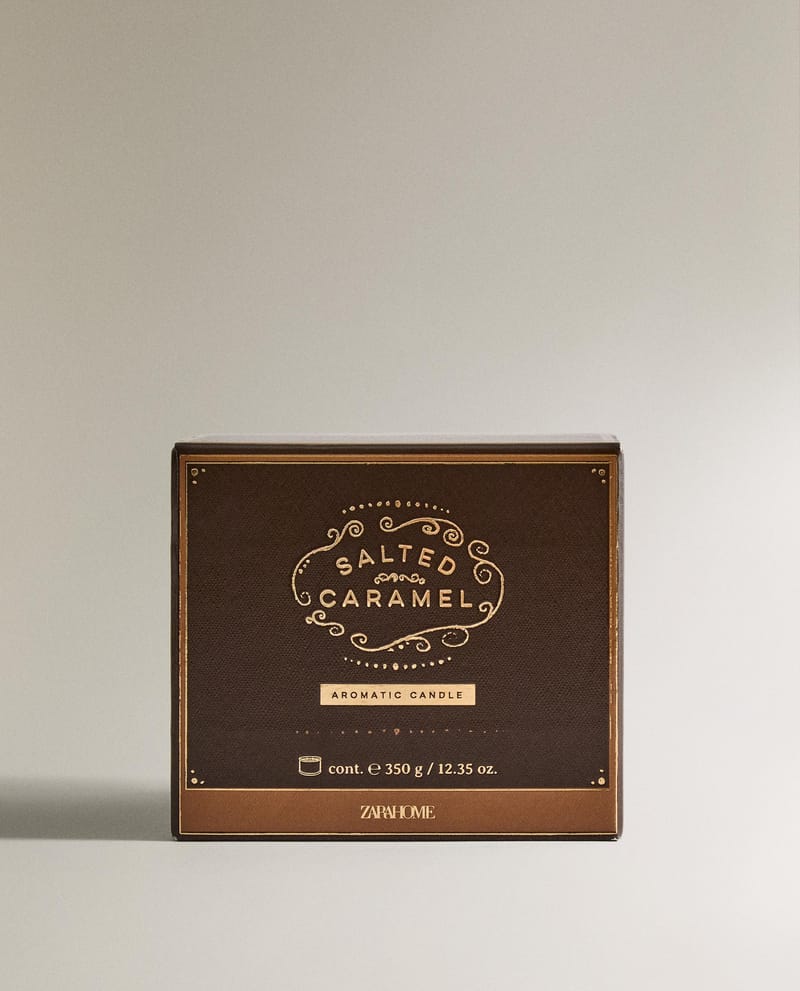 SALTED
CARAMEL
AROMATIC CANDLE
cont. ℮ 350 g / 12.35 oz.
ZARAHOME